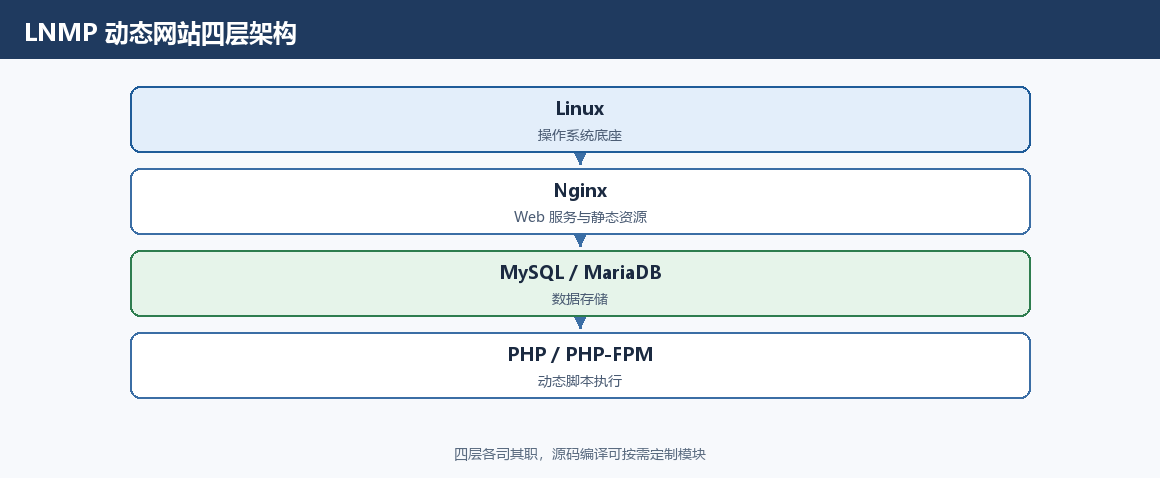 LNMP 动态网站四层架构
Linux
操作系统底座
Nginx
Web 服务与静态资源
MySQL / MariaDB
数据存储
PHP / PHP-FPM
动态脚本执行
四层各司其职，源码编译可按需定制模块